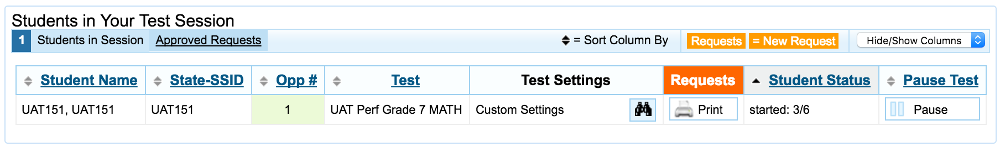 Students in Your Test Session
1 Students in Session Approved Requests = Sort Column By Requests = New Request Hide/Show Columns
Student Name State-SSID Opp # Test Test Settings Requests Student Status Pause Test
UAT151, UAT151 UAT151 1 UAT Perf Grade 7 MATH Custom Settings Print started: 3/6 Pause